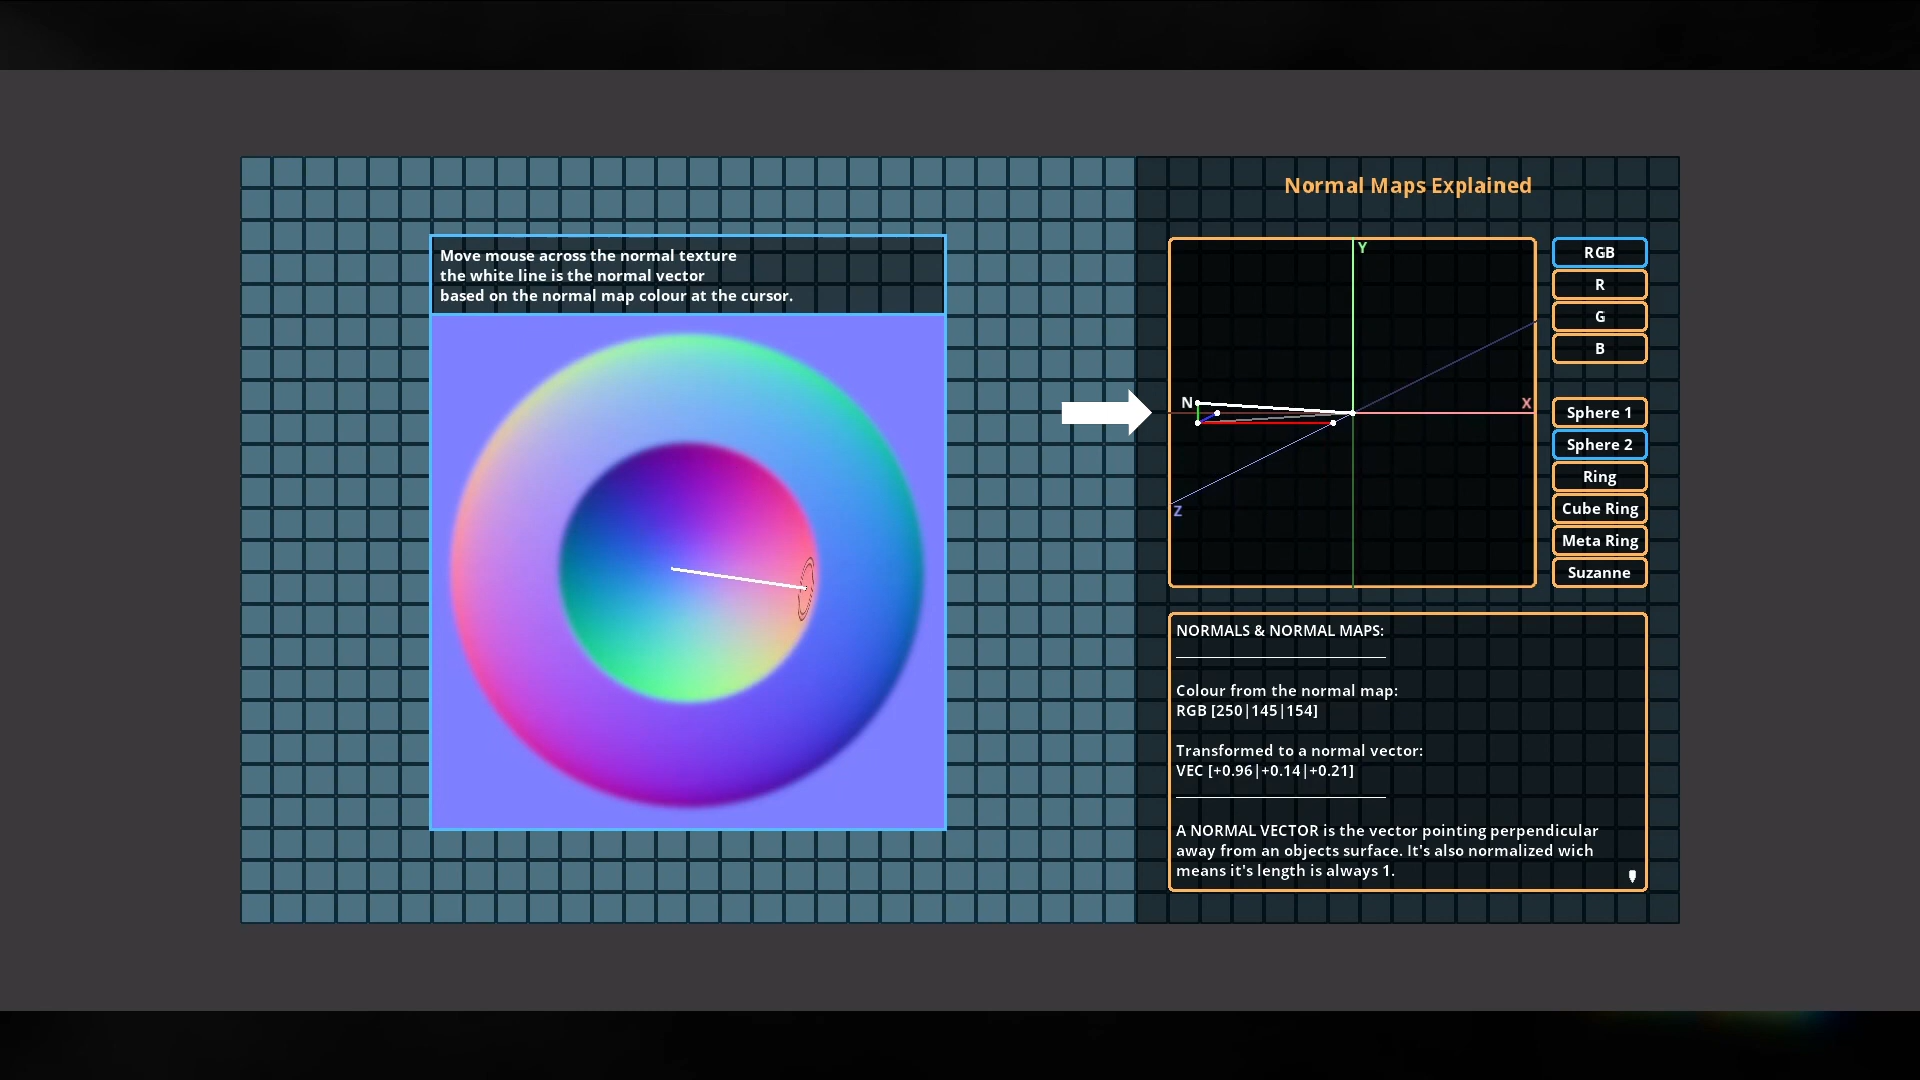 Normal Maps Explained
Move mouse across the normal texture
the white line is the normal vector
based on the normal map colour at the cursor.
Y
N
X
Z
RGB
R
G
B
Sphere 1
Sphere 2
Ring
Cube Ring
Meta Ring
Suzanne
NORMALS & NORMAL MAPS:
Colour from the normal map:
RGB [250|145|154]
Transformed to a normal vector:
VEC [+0.96|+0.14|+0.21]
A NORMAL VECTOR is the vector pointing perpendicular
away from an objects surface. It's also normalized wich
means it's length is always 1.